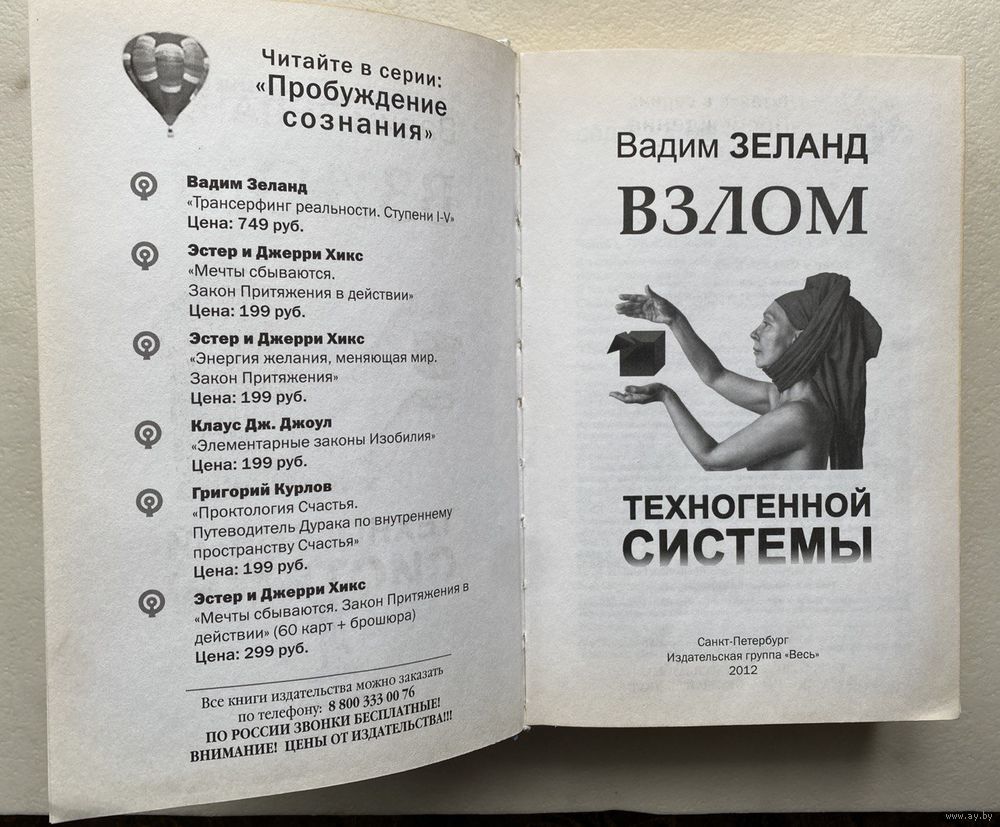 Читайте в серии:
«Пробуждение
сознания»
Вадим Зеланд
«Трансерфинг реальности. Ступени I-V»
Цена: 749 руб.
Эстер и Джерри Хикс
«Мечты сбываются.
Закон Притяжения в действии»
Цена: 199 руб.
Эстер и Джерри Хикс
«Энергия желания, меняющая мир.
Закон Притяжения»
Цена: 199 руб.
Клаус Дж. Джоул
«Элементарные законы Изобилия»
Цена: 199 руб.
Григорий Курлов
«Проктология Счастья.
Путеводитель Дурака по внутреннему
пространству Счастья»
Цена: 199 руб.
Эстер и Джерри Хикс
«Мечты сбываются. Закон Притяжения в
действии» (60 карт + брошюра)
Цена: 299 руб.
Все книги издательства можно заказать
по телефону: 8 800 333 00 76
ПО РОССИИ ЗВОНКИ БЕСПЛАТНЫЕ!
ВНИМАНИЕ! ЦЕНЫ ОТ ИЗДАТЕЛЬСТВА!!!
Вадим ЗЕЛАНД
ВЗЛОМ
ТЕХНОГЕННОЙ
СИСТЕМЫ
Санкт-Петербург
Издательская группа «Весь»
2012
www.ay.by